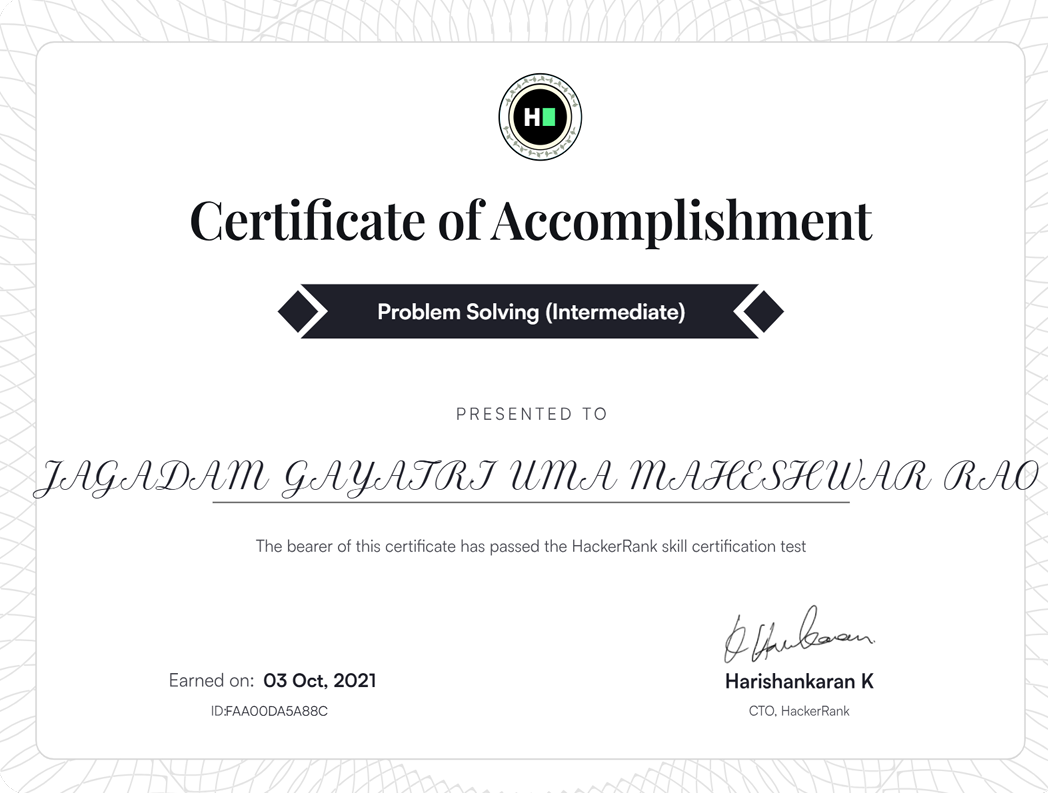 H
Certificate of Accomplishment
Problem Solving (Intermediate)
PRESENTED TO
JAGADAM GAYATRI UMA MAHESHWAR RAO
The bearer of this certificate has passed the HackerRank skill certification test
Earned on: 03 Oct, 2021
ID:FAA00DA5A88C
Harishankaran K
CTO, HackerRank